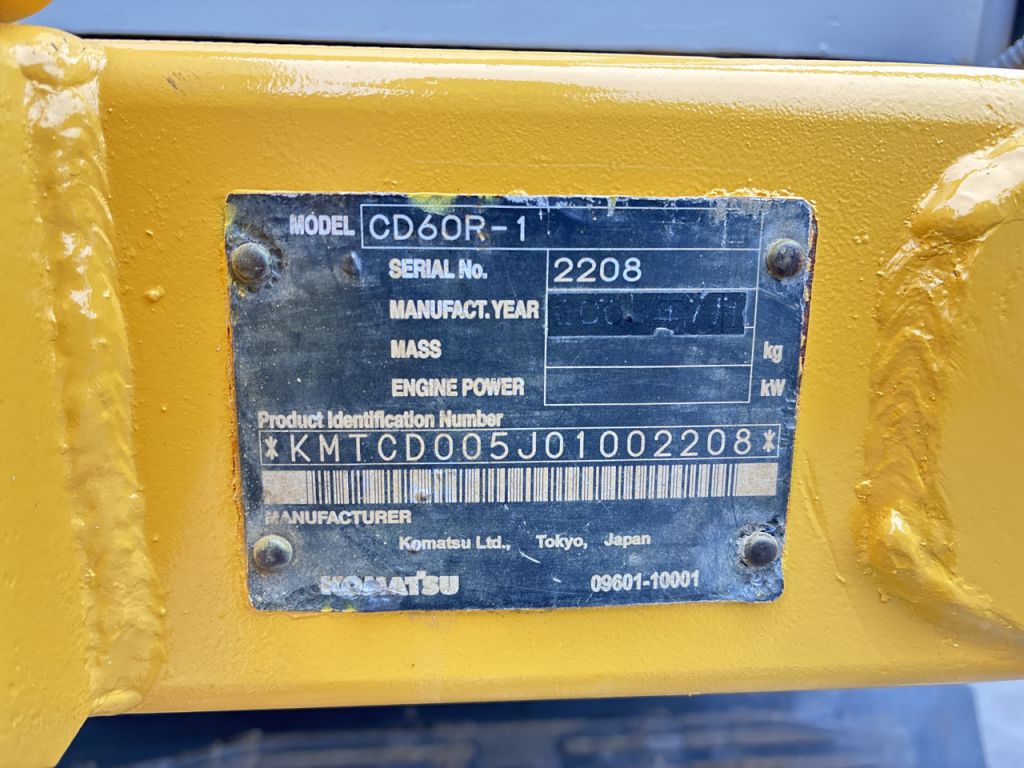 MODEL CD60R-1
SERIAL No. 2208
MANUFACT. YEAR
MASS kg
ENGINE POWER kW
Product Identification Number
*KMTCD005J01002208*
MANUFACTURER
Komatsu Ltd., Tokyo, Japan
KOMATSU 09601-10001